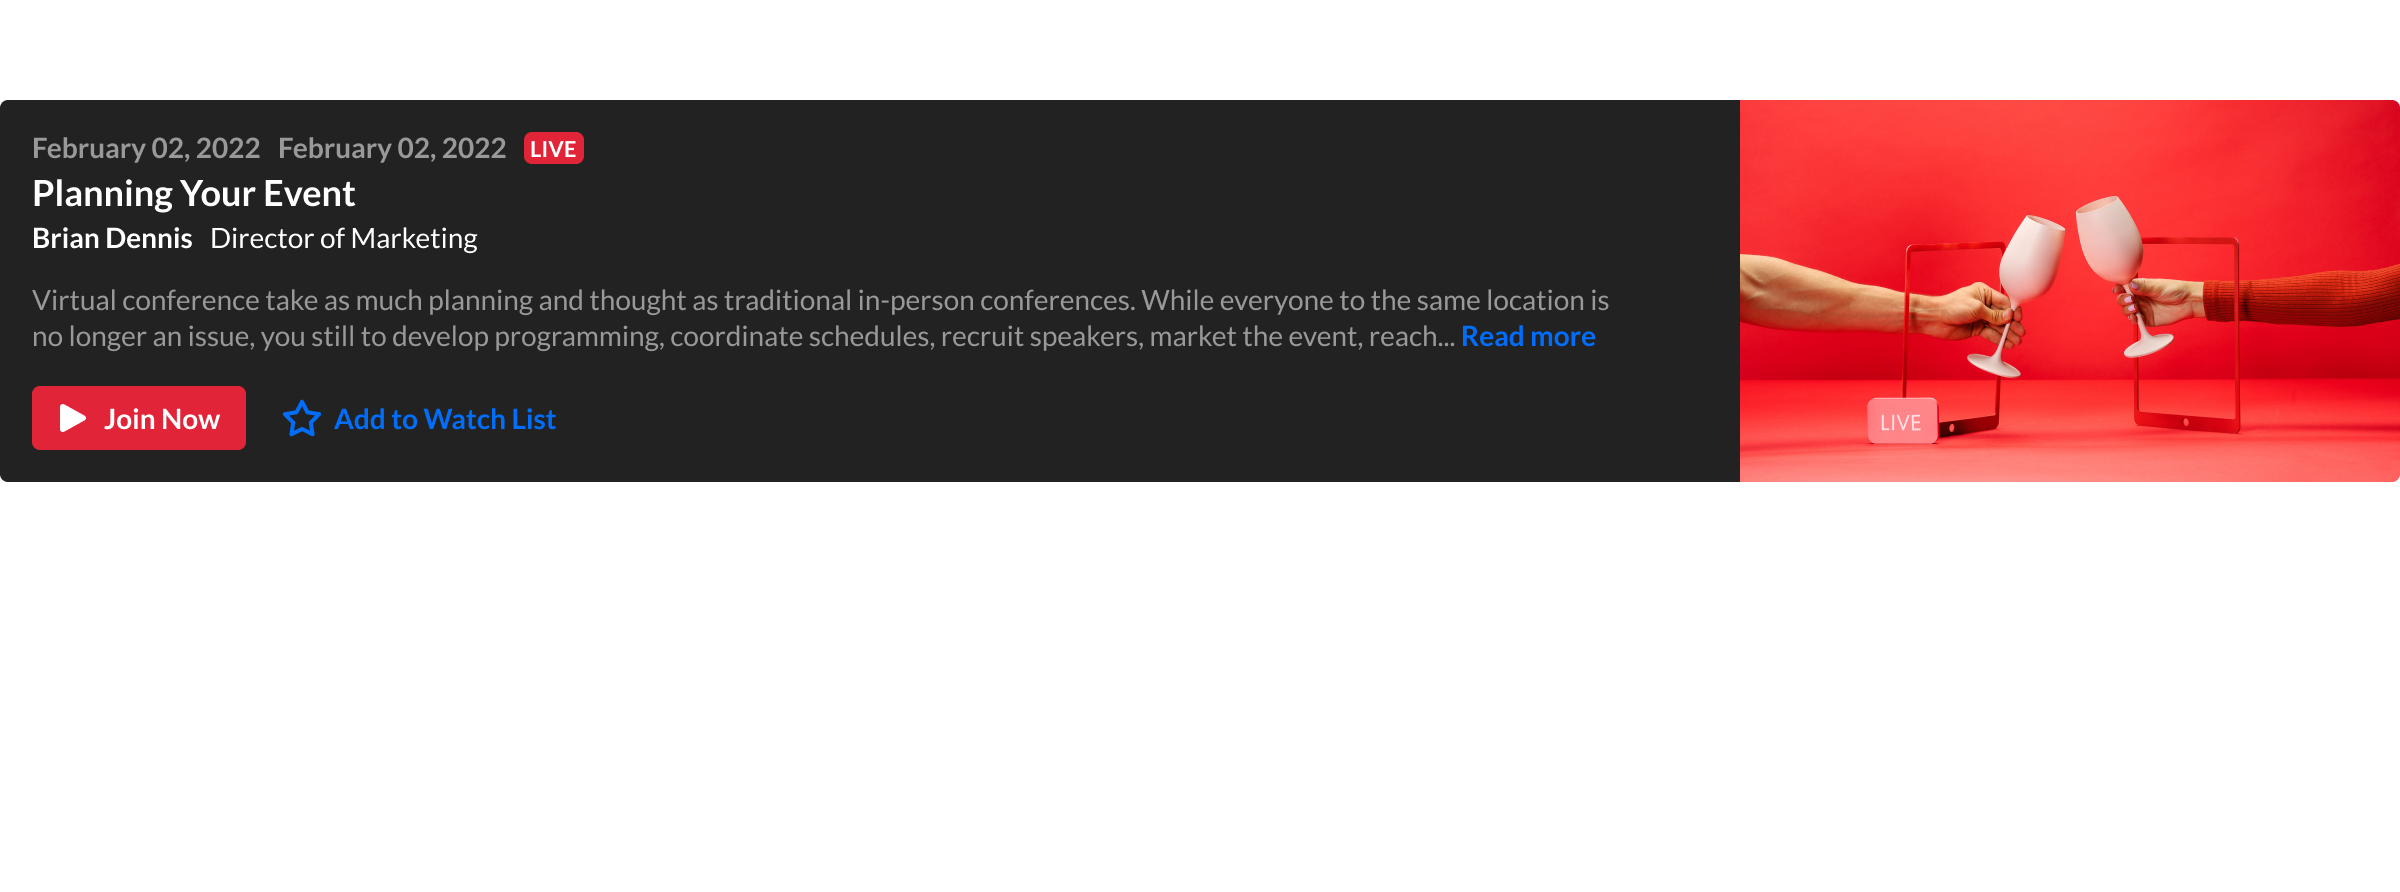 February 02, 2022 February 02, 2022 LIVE
Planning Your Event
Brian Dennis Director of Marketing
Virtual conference take as much planning and thought as traditional in-person conferences. While everyone to the same location is
no longer an issue, you still to develop programming, coordinate schedules, recruit speakers, market the event, reach... Read more
Join Now Add to Watch List
LIVE